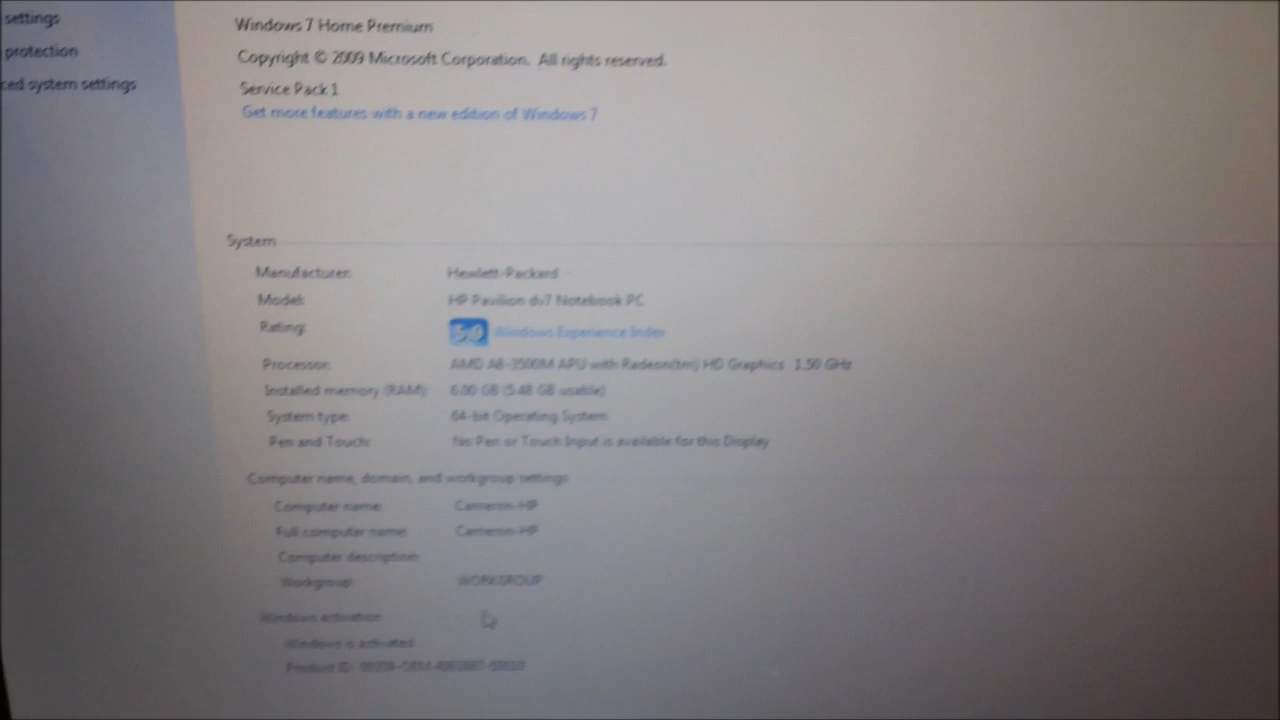 settings
protection
ced system settings
Windows 7 Home Premium
Copyright © 2009 Microsoft Corporation. All rights reserved.
Service Pack 1
Get more features with a new edition of Windows 7
System
Manufacturer: Hewlett-Packard
Model: HP Pavilion dv7 Notebook PC
Rating: 5.0 Windows Experience Index
Processor: AMD A8-3500M APU with Radeon(tm) HD Graphics 1.50 GHz
Installed memory (RAM): 6.00 GB (5.48 GB usable)
System type: 64-bit Operating System
Pen and Touch: No Pen or Touch Input is available for this Display
Computer name, domain, and workgroup settings
Computer name: Cameron-HP
Full computer name: Cameron-HP
Computer description:
Workgroup: WORKGROUP
Windows activation
Windows is activated
Product ID: